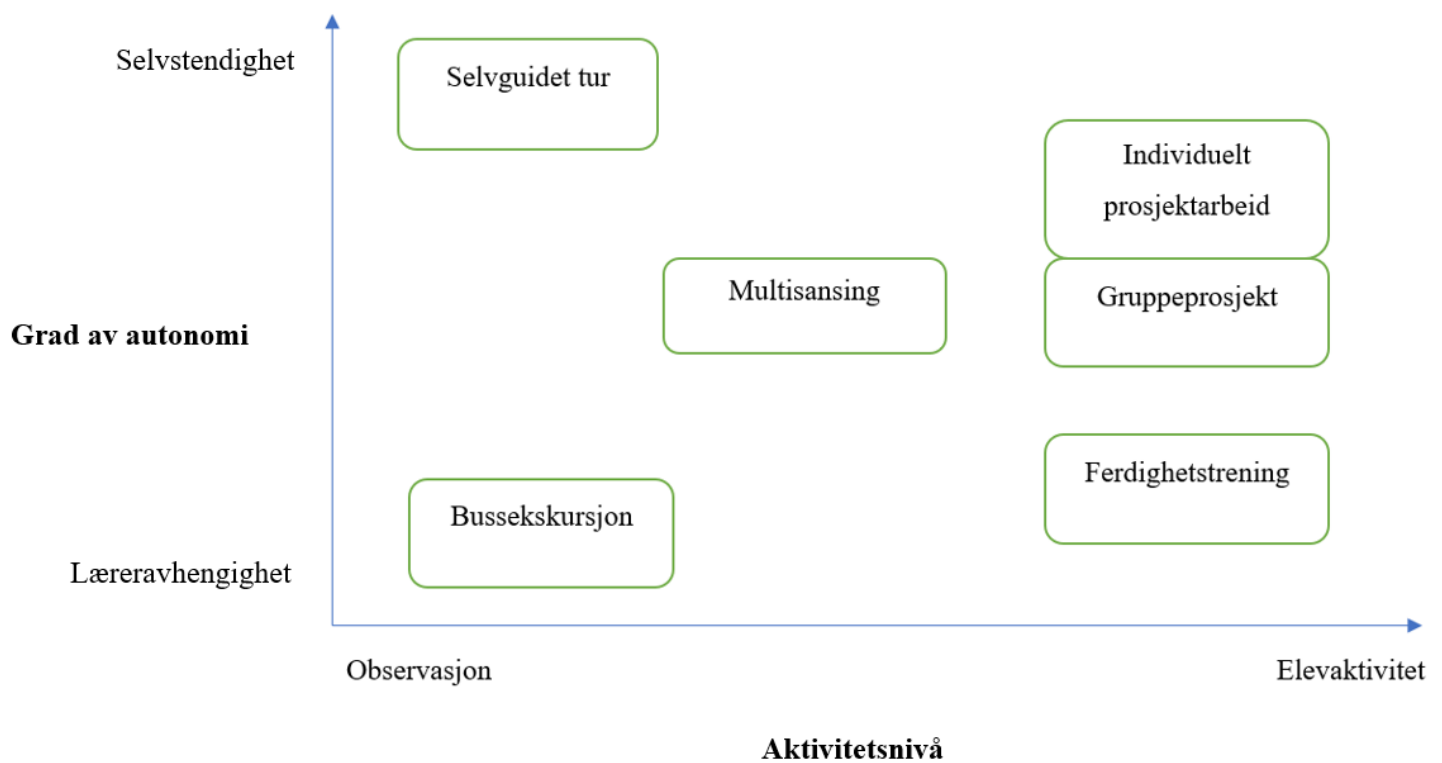 Selvstendighet
Selvguidet tur
Individuelt
prosjektarbeid
Multisansing
Gruppeprosjekt
Grad av autonomi
Ferdighetstrening
Bussekskursjon
Læreravhengighet
Observasjon
Elevaktivitet
Aktivitetsnivå